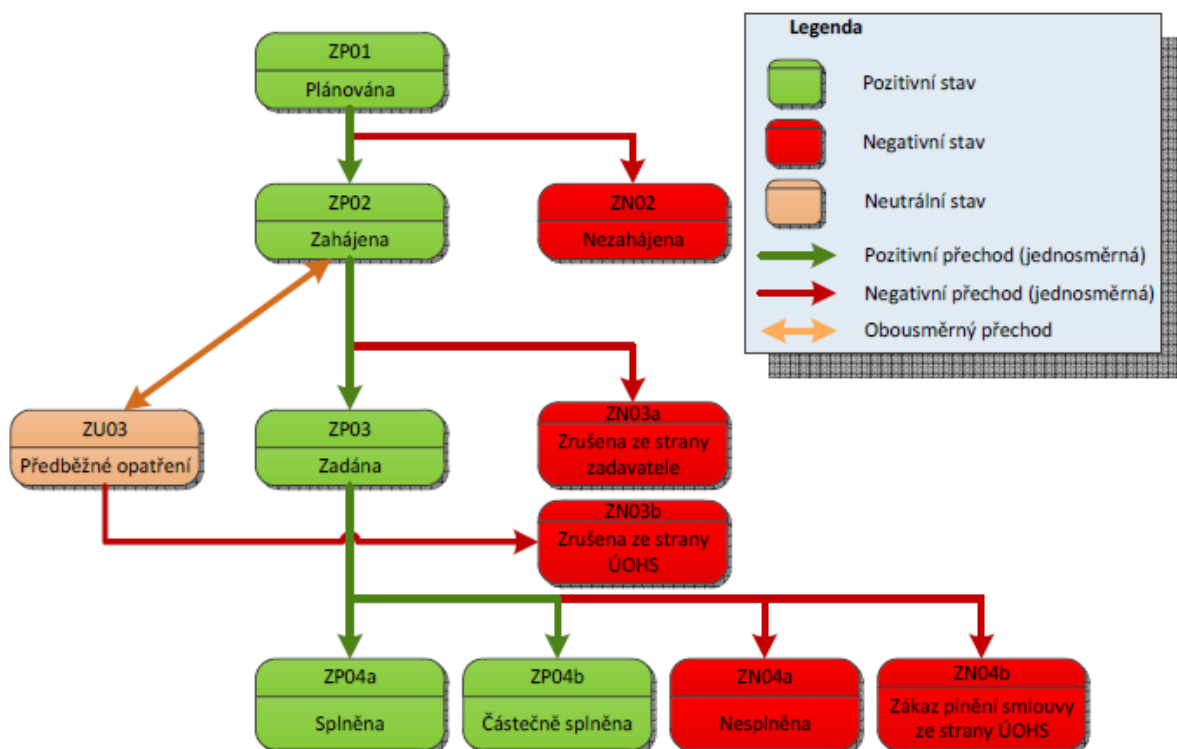 ZP01
Plánována
Legenda
Pozitivní stav
Negativní stav
Neutrální stav
Pozitivní přechod (jednosměrná)
Negativní přechod (jednosměrná)
Obousměrný přechod
ZP02
Zahájena
ZN02
Nezahájena
ZU03
Předběžné opatření
ZP03
Zadána
ZN03a
Zrušena ze strany
zadavatele
ZN03b
Zrušena ze strany
ÚOHS
ZP04a
Splněna
ZP04b
Částečně splněna
ZN04a
Nesplněna
ZN04b
Zákaz plnění smlouvy
ze strany ÚOHS